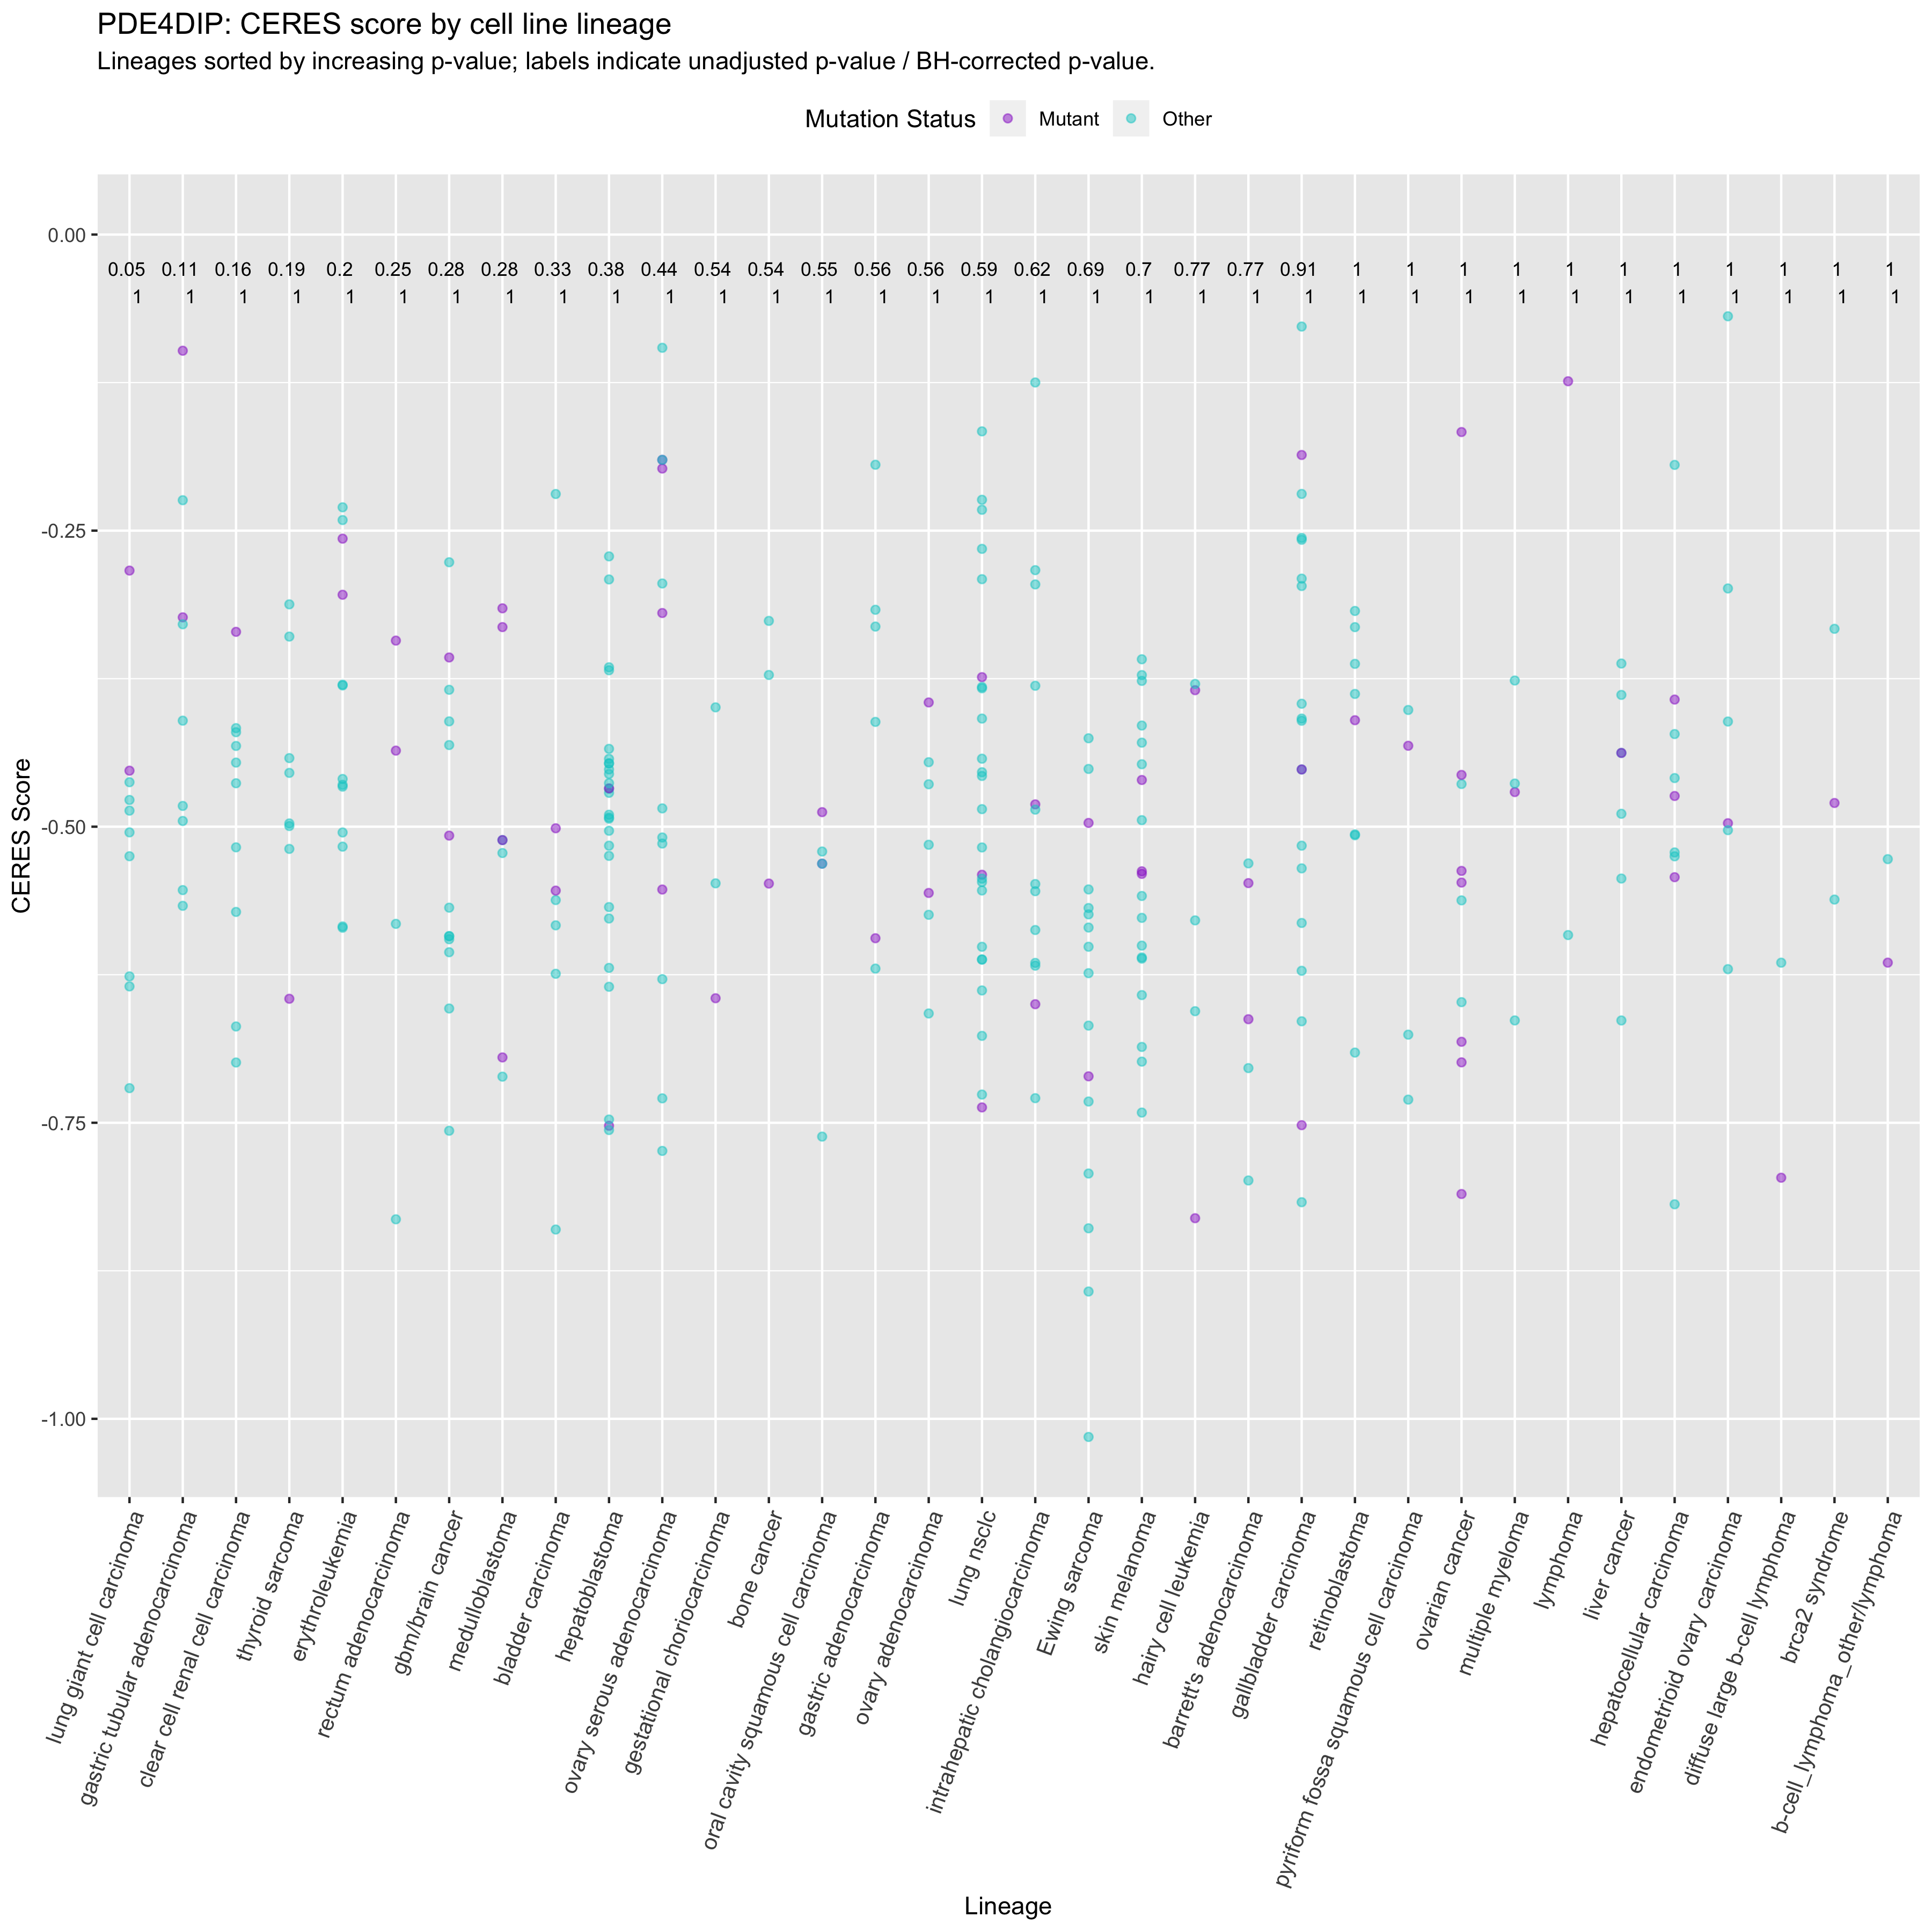 PDE4DIP: CERES score by cell line lineage
Lineages sorted by increasing p-value; labels indicate unadjusted p-value / BH-corrected p-value.
Mutation Status Mutant Other
0.00
0.05 0.11 0.16 0.19 0.2 0.25 0.28 0.28 0.33 0.38 0.44 0.54 0.54 0.55 0.56 0.56 0.59 0.62 0.69 0.7 0.77 0.77 0.91 1 1 1 1 1 1 1 1 1 1 1
1 1 1 1 1 1 1 1 1 1 1 1 1 1 1 1 1 1 1 1 1 1 1 1 1 1 1 1 1 1 1 1 1 1
-0.25
-0.50
-0.75
-1.00
CERES Score
lung giant cell carcinoma
gastric tubular adenocarcinoma
clear cell renal cell carcinoma
thyroid sarcoma
erythroleukemia
rectum adenocarcinoma
gbm/brain cancer
medulloblastoma
bladder carcinoma
hepatoblastoma
ovary serous adenocarcinoma
gestational choriocarcinoma
bone cancer
oral cavity squamous cell carcinoma
gastric adenocarcinoma
ovary adenocarcinoma
lung nsclc
intrahepatic cholangiocarcinoma
Ewing sarcoma
skin melanoma
hairy cell leukemia
barrett's adenocarcinoma
gallbladder carcinoma
retinoblastoma
pyriform fossa squamous cell carcinoma
ovarian cancer
multiple myeloma
lymphoma
liver cancer
hepatocellular carcinoma
endometrioid ovary carcinoma
diffuse large b-cell lymphoma
brca2 syndrome
b-cell_lymphoma_other/lymphoma
Lineage